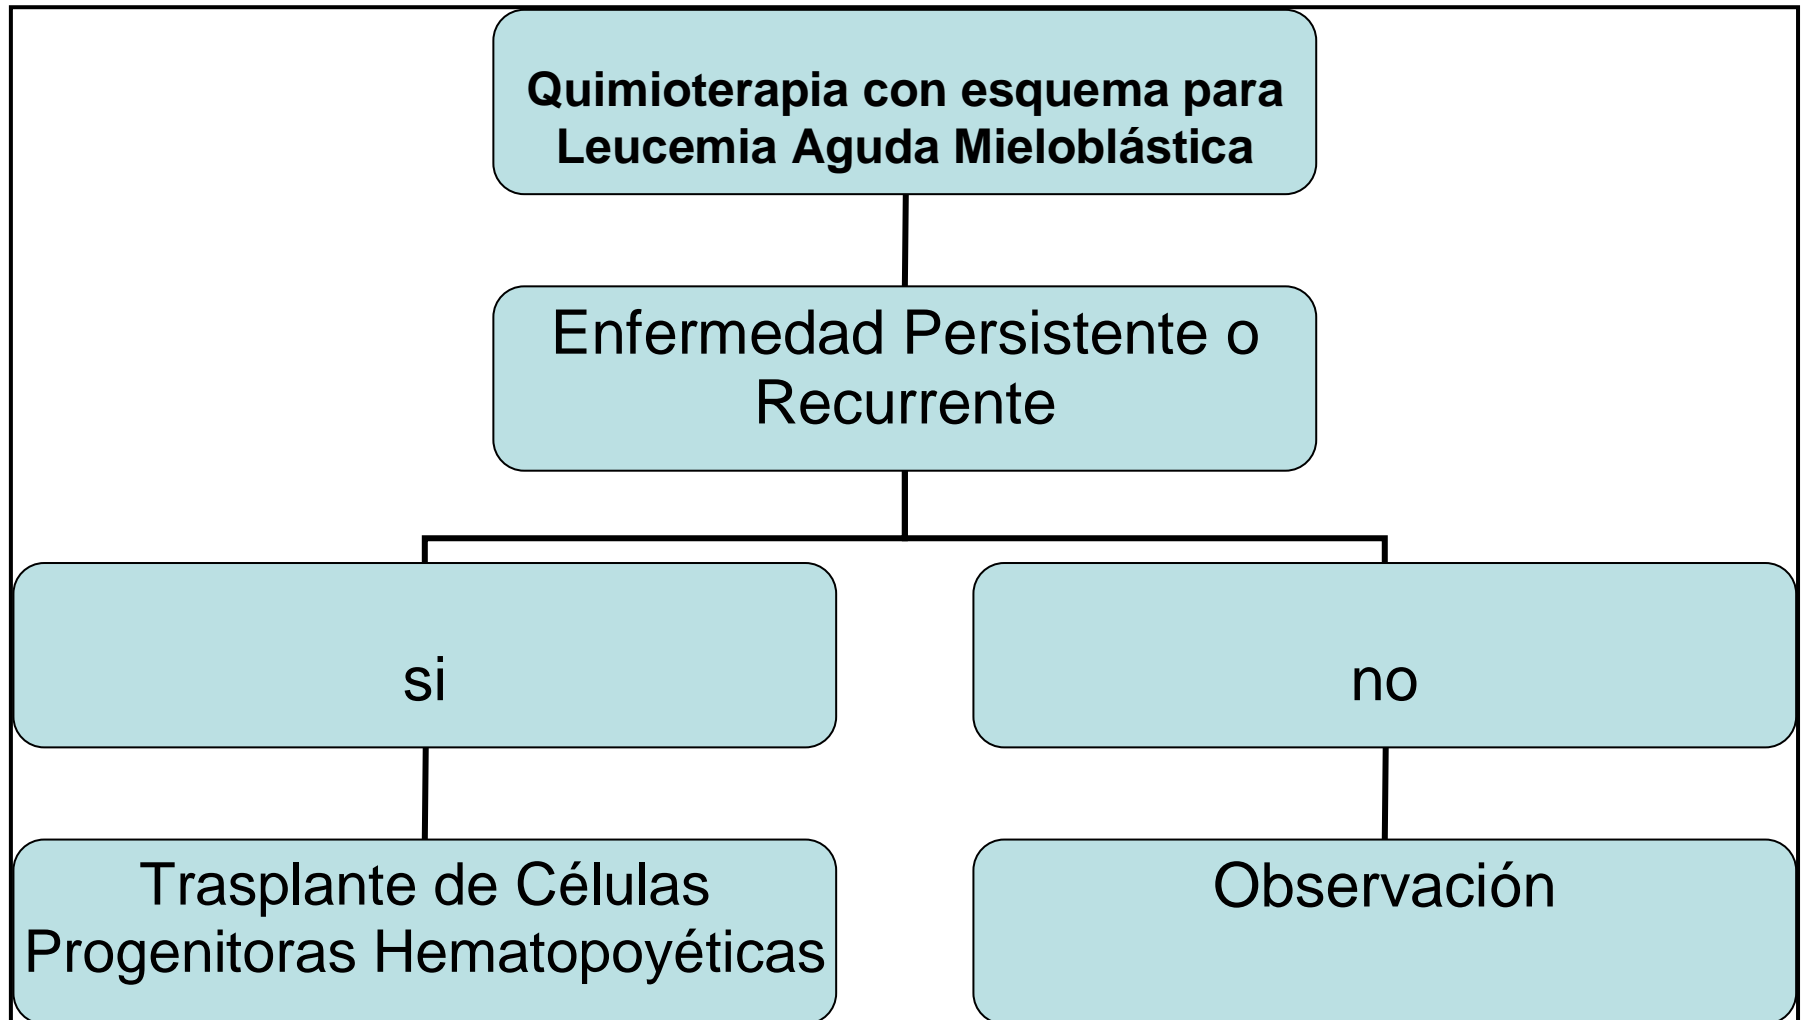 Quimioterapia con esquema para
Leucemia Aguda Mieloblástica
Enfermedad Persistente o
Recurrente
si
no
Trasplante de Células
Progenitoras Hematopoyéticas
Observación